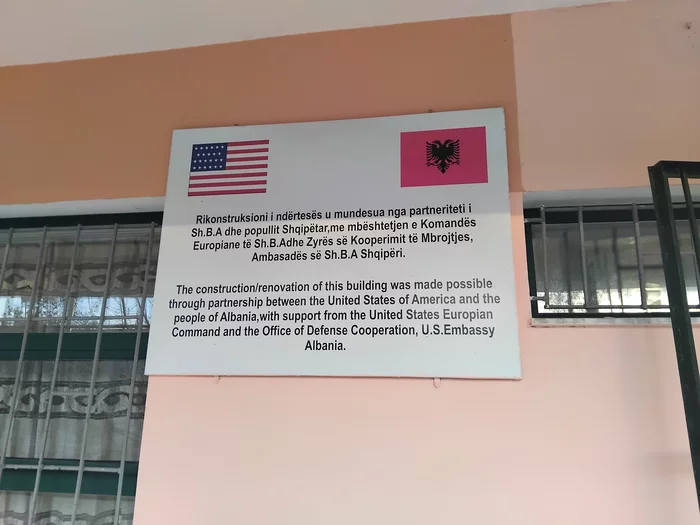 Rikonstruksioni i ndërtesës u mundesua nga partneriteti i
Sh.B.A dhe popullit Shqipëtar,me mbështetjen e Komandës
Europiane të Sh.B.Adhe Zyrës së Kooperimit të Mbrojtjes,
Ambasadës së Sh.B.A Shqipëri.
The construction/renovation of this building was made possible
through partnership between the United States of America and the
people of Albania,with support from the United States Europian
Command and the Office of Defense Cooperation, U.S.Embassy
Albania.